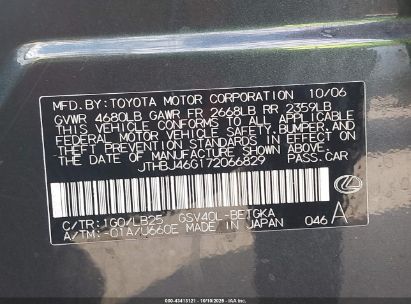 MFD.BY: TOYOTA MOTOR CORPORATION 10/06
GVWR 4680LB GAWR FR 2668LB RR 2359LB
THIS VEHICLE CONFORMS TO ALL APPLICABLE
FEDERAL MOTOR VEHICLE SAFETY, BUMPER, AND
THEFT PREVENTION STANDARDS IN EFFECT ON
THE DATE OF MANUFACTURE SHOWN ABOVE.
JTHBJ46G172066829 PASS.CAR
C/TR:1G0/LB25 GSV40L-BETGKA
A/TM:-01A/U660E MADE IN JAPAN 046 A